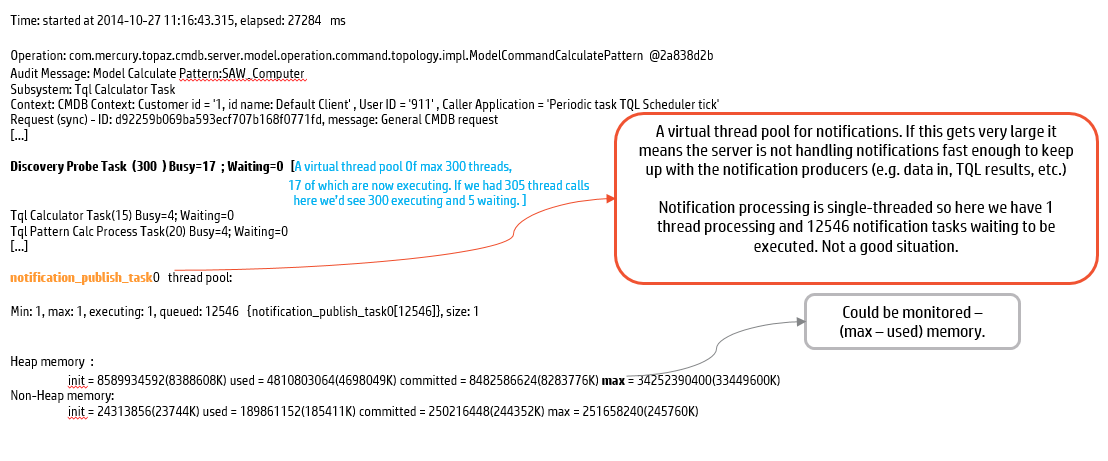 Time: started at 2014-10-27 11:16:43.315, elapsed: 27284 ms
Operation: com.mercury.topaz.cmdb.server.model.operation.command.topology.impl.ModelCommandCalculatePattern @2a838d2b
Audit Message: Model Calculate Pattern:SAW_Computer
Subsystem: Tql Calculator Task
Context: CMDB Context: Customer id = '1, id name: Default Client' , User ID = '911' , Caller Application = 'Periodic task TQL Scheduler tick'
Request (sync) - ID: d92259b069ba593ecf707b168f0771fd, message: General CMDB request
[...]
Discovery Probe Task (300 ) Busy=17 ; Waiting=0 [A virtual thread pool Of max 300 threads,
17 of which are now executing. If we had 305 thread calls
here we'd see 300 executing and 5 waiting. ]
Tql Calculator Task(15) Busy=4; Waiting=0
Tql Pattern Calc Process Task(20) Busy=4; Waiting=0
[...]
notification_publish_task0 thread pool:
Min: 1, max: 1, executing: 1, queued: 12546 {notification_publish_task0[12546]}, size: 1
A virtual thread pool for notifications. If this gets very large it
means the server is not handling notifications fast enough to keep
up with the notification producers (e.g. data in, TQL results, etc.)
Notification processing is single-threaded so here we have 1
thread processing and 12546 notification tasks waiting to be
executed. Not a good situation.
Could be monitored –
(max – used) memory.
Heap memory :
init = 8589934592(8388608K) used = 4810803064(4698049K) committed = 8482586624(8283776K) max = 34252390400(33449600K)
Non-Heap memory:
init = 24313856(23744K) used = 189861152(185411K) committed = 250216448(244352K) max = 251658240(245760K)